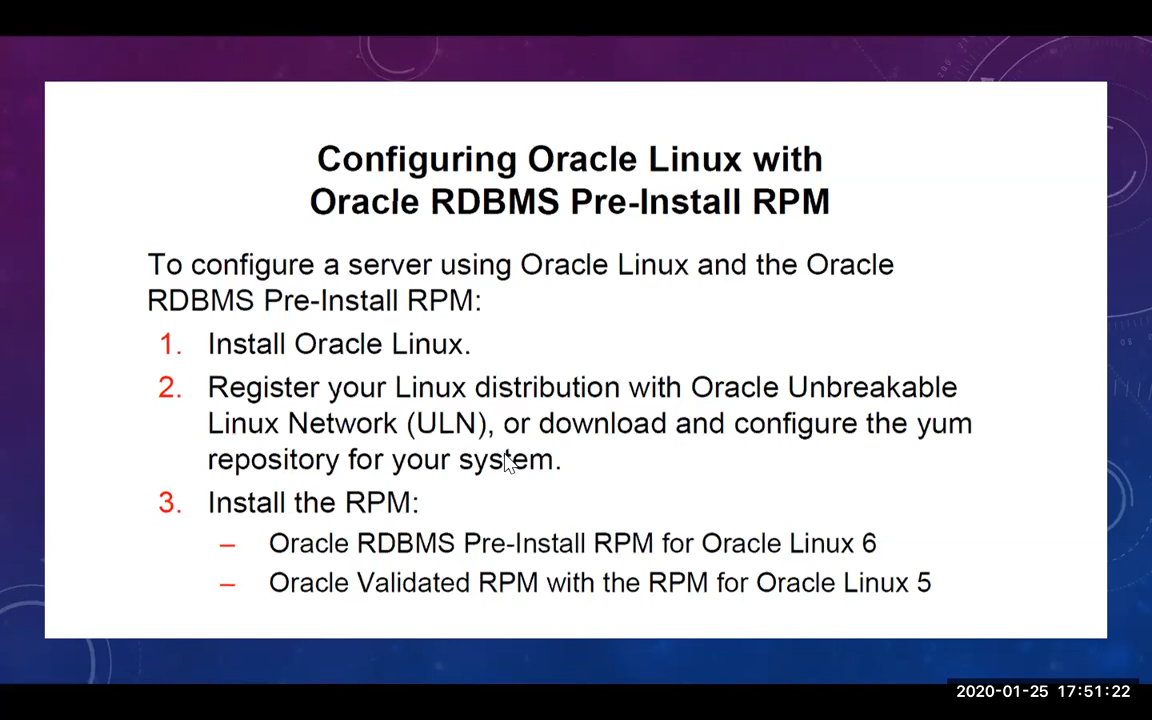 Configuring Oracle Linux with
Oracle RDBMS Pre-Install RPM
To configure a server using Oracle Linux and the Oracle
RDBMS Pre-Install RPM:
1. Install Oracle Linux.
2. Register your Linux distribution with Oracle Unbreakable
Linux Network (ULN), or download and configure the yum
repository for your system.
3. Install the RPM:
– Oracle RDBMS Pre-Install RPM for Oracle Linux 6
– Oracle Validated RPM with the RPM for Oracle Linux 5
2020-01-25 17:51:22